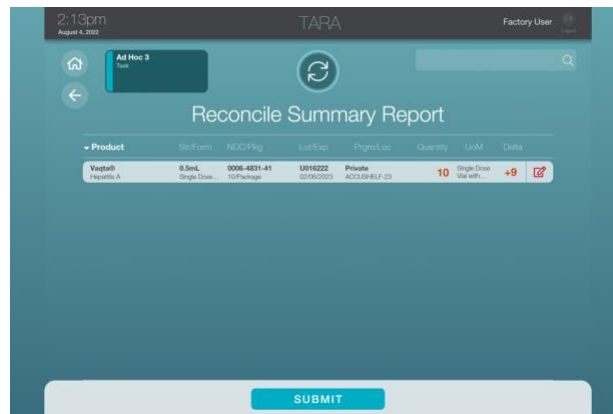 2:13pm
TARA
Factory User
August 4, 2022
Logout
Ad Hoc 3
Task
Reconcile Summary Report
Product Str/Form NDC/Pkg Lot/Exp Prgm/Loc Quantity UoM Delta
Vaqta® 0.5mL 0006-4831-41 U016222 Private 10 Single Dose +9
Hepatitis A Single Dose... 10/Package 02/06/2023 ACCUSHELF-23 Vial with...
SUBMIT